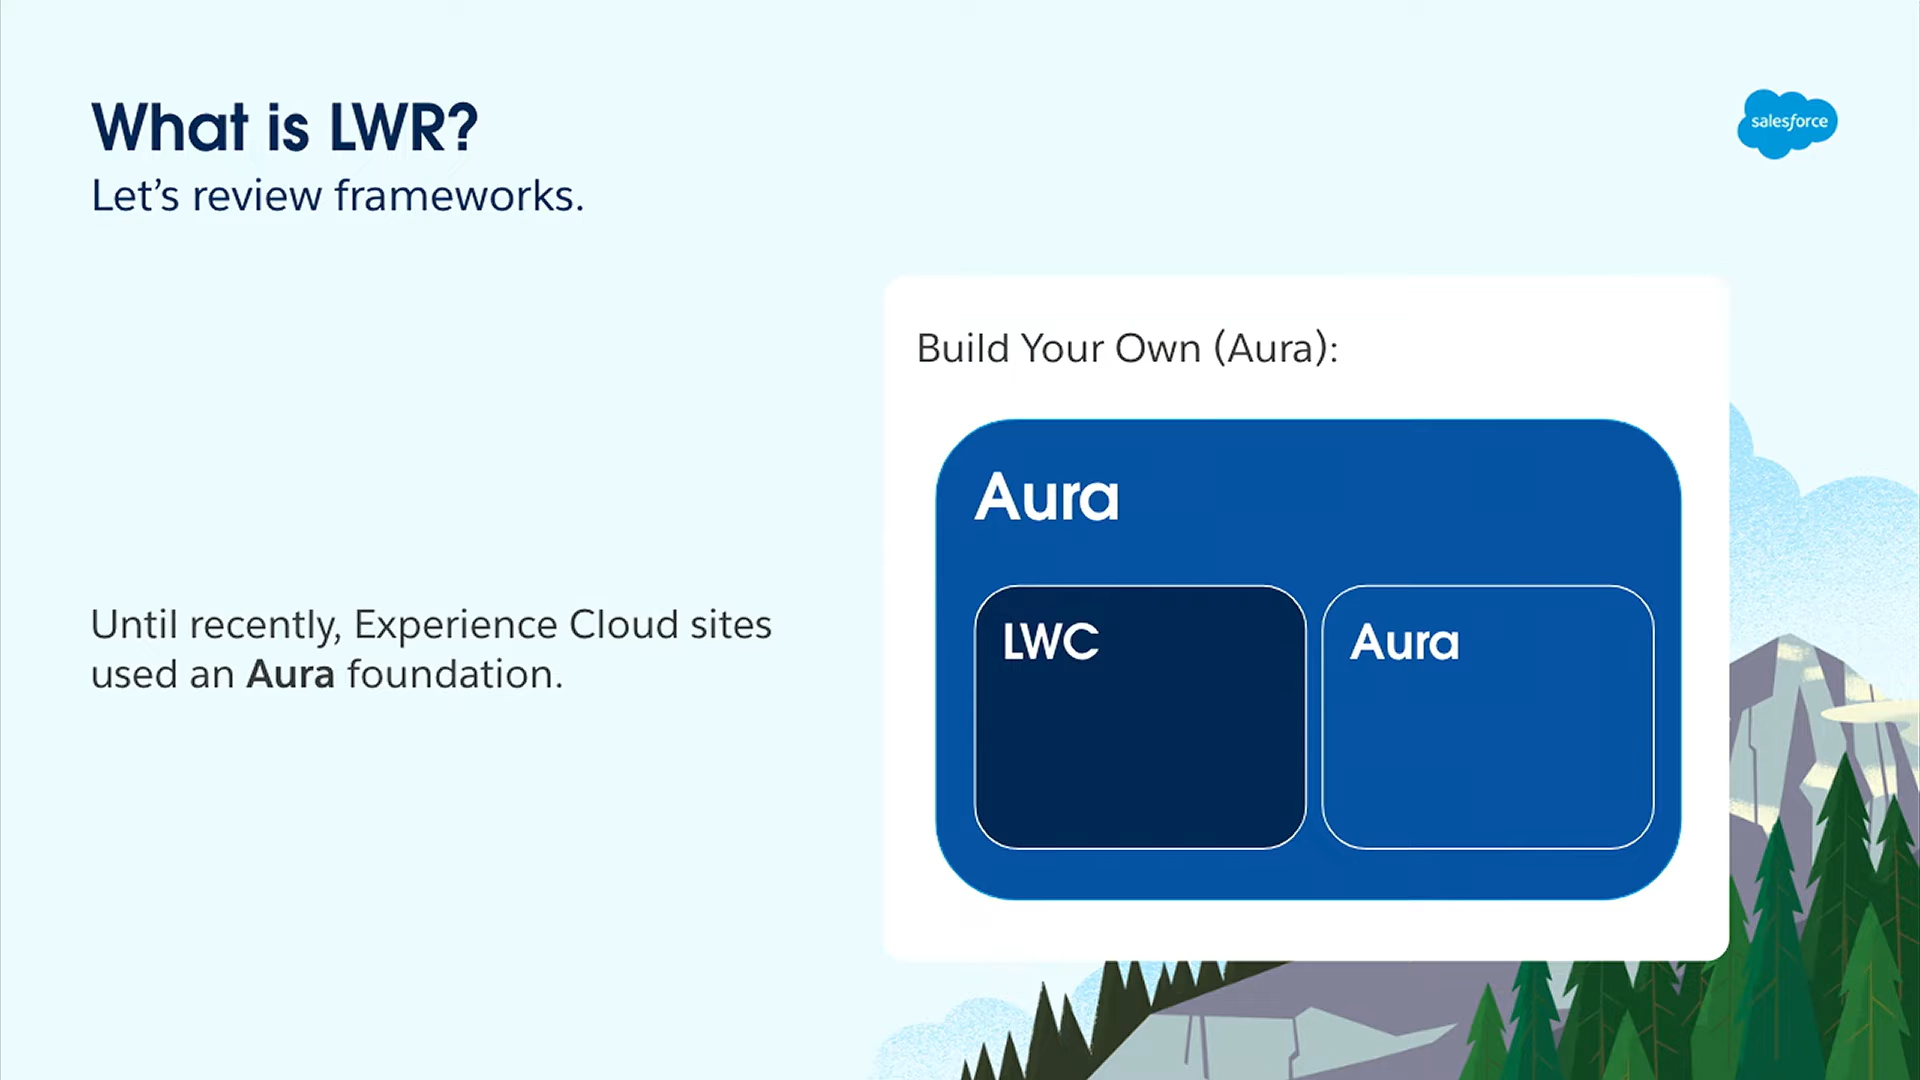 What is LWR?
Let’s review frameworks.
salesforce
Build Your Own (Aura):
Aura
LWC
Aura
Until recently, Experience Cloud sites
used an Aura foundation.